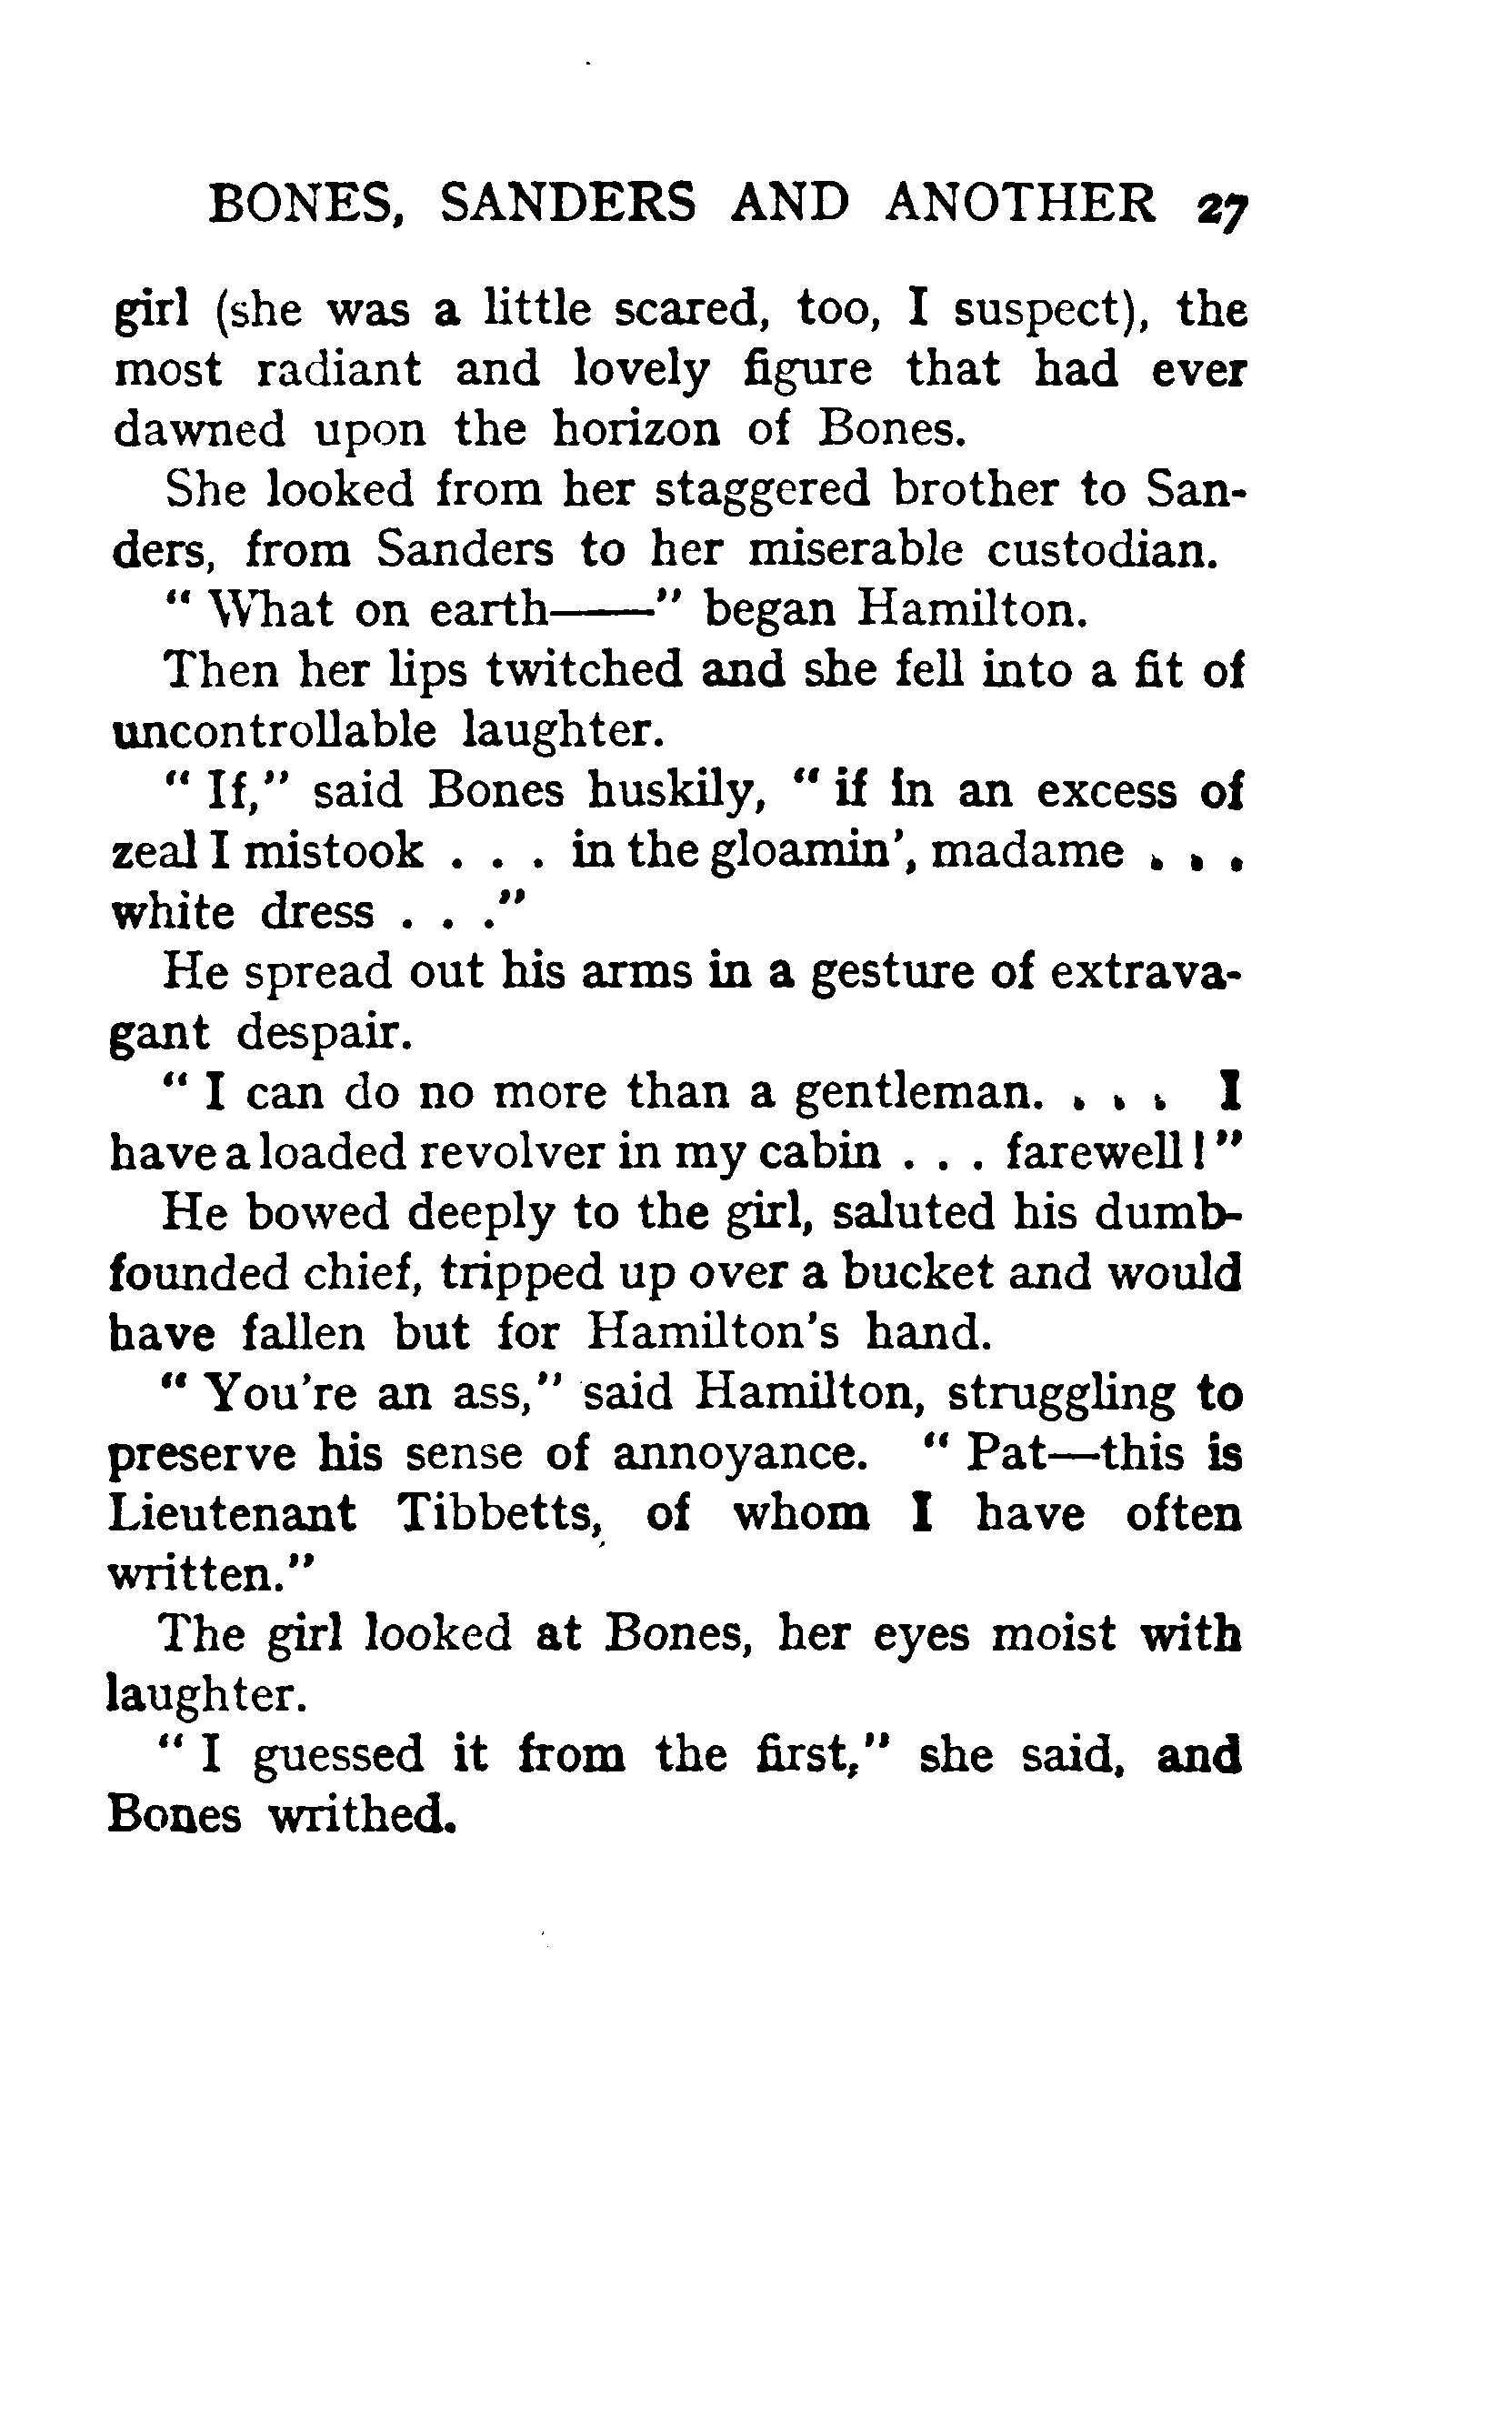 BONES, SANDERS AND ANOTHER 27
girl (she was a little scared, too, I suspect), the
most radiant and lovely figure that had ever
dawned upon the horizon of Bones.
She looked from her staggered brother to San-
ders, from Sanders to her miserable custodian.
" What on earth——" began Hamilton.
Then her lips twitched and she fell into a fit of
uncontrollable laughter.
" If," said Bones huskily, " if in an excess of
zeal I mistook . . . in the gloamin', madame . . .
white dress . . ."
He spread out his arms in a gesture of extrava-
gant despair.
" I can do no more than a gentleman. . . . I
have a loaded revolver in my cabin . . . farewell ! "
He bowed deeply to the girl, saluted his dumb-
founded chief, tripped up over a bucket and would
have fallen but for Hamilton's hand.
" You're an ass," said Hamilton, struggling to
preserve his sense of annoyance. " Pat—this is
Lieutenant Tibbetts, of whom I have often
written."
The girl looked at Bones, her eyes moist with
laughter.
" I guessed it from the first," she said, and
Bones writhed.